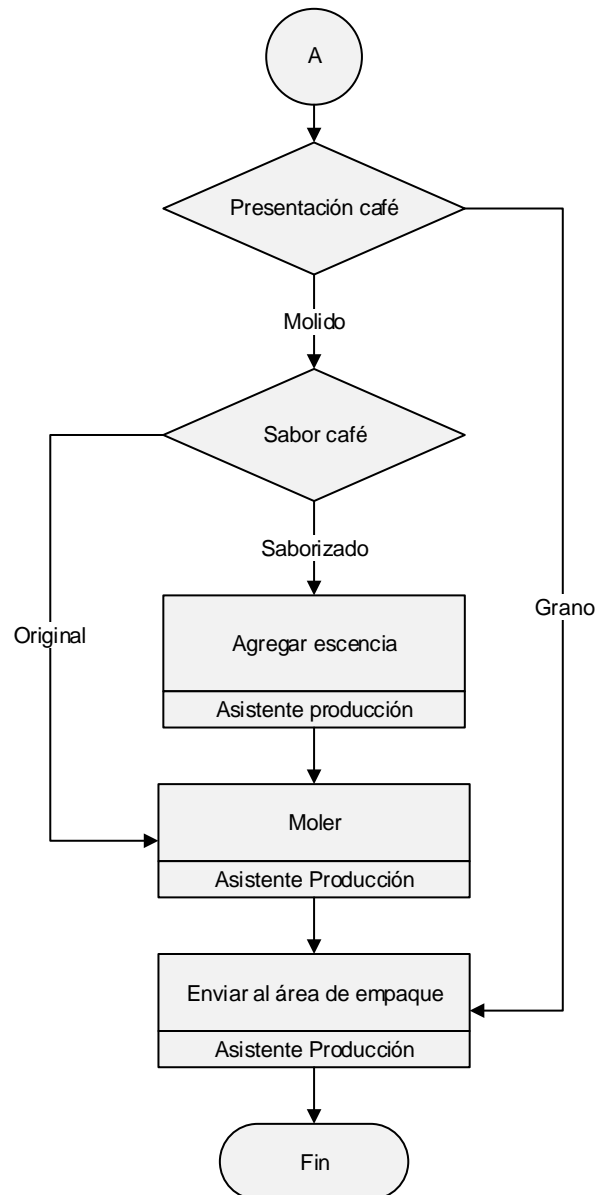 A
Presentación café
Molido
Sabor café
Saborizado
Grano
Original
Agregar escencia
Asistente producción
Moler
Asistente Producción
Enviar al área de empaque
Asistente Producción
Fin